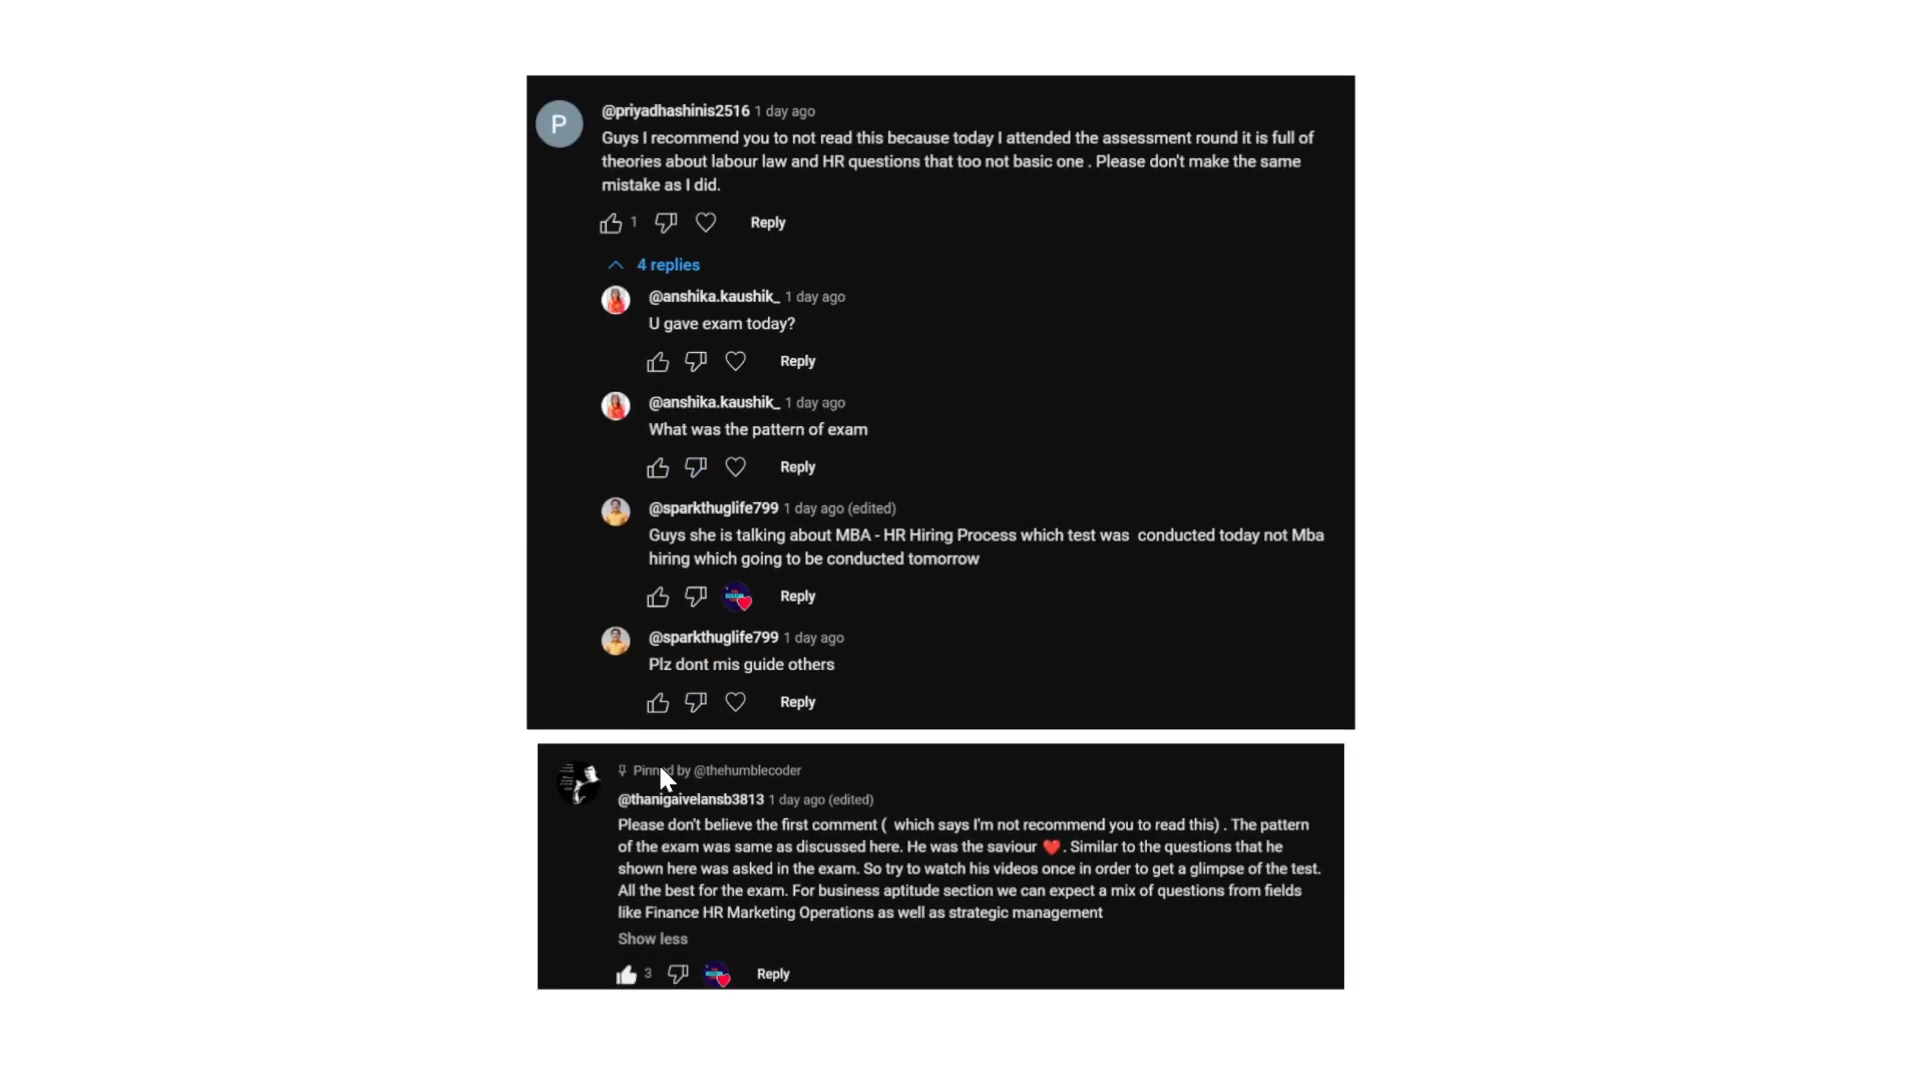 P
@priyadhashinis2516 1 day ago
Guys I recommend you to not read this because today I attended the assessment round it is full of
theories about labour law and HR questions that too not basic one . Please don't make the same
mistake as I did.
1 Reply
4 replies
@anshika.kaushik_ 1 day ago
U gave exam today?
Reply
@anshika.kaushik_ 1 day ago
What was the pattern of exam
Reply
@sparkthuglife799 1 day ago (edited)
Guys she is talking about MBA - HR Hiring Process which test was conducted today not Mba
hiring which going to be conducted tomorrow
Reply
@sparkthuglife799 1 day ago
Plz dont mis guide others
Reply
Pinned by @thehumblecoder
@thanigaivelansb3813 1 day ago (edited)
Please don't believe the first comment ( which says I'm not recommend you to read this) . The pattern
of the exam was same as discussed here. He was the saviour ❤️. Similar to the questions that he
shown here was asked in the exam. So try to watch his videos once in order to get a glimpse of the test.
All the best for the exam. For business aptitude section we can expect a mix of questions from fields
like Finance HR Marketing Operations as well as strategic management
Show less
3 Reply